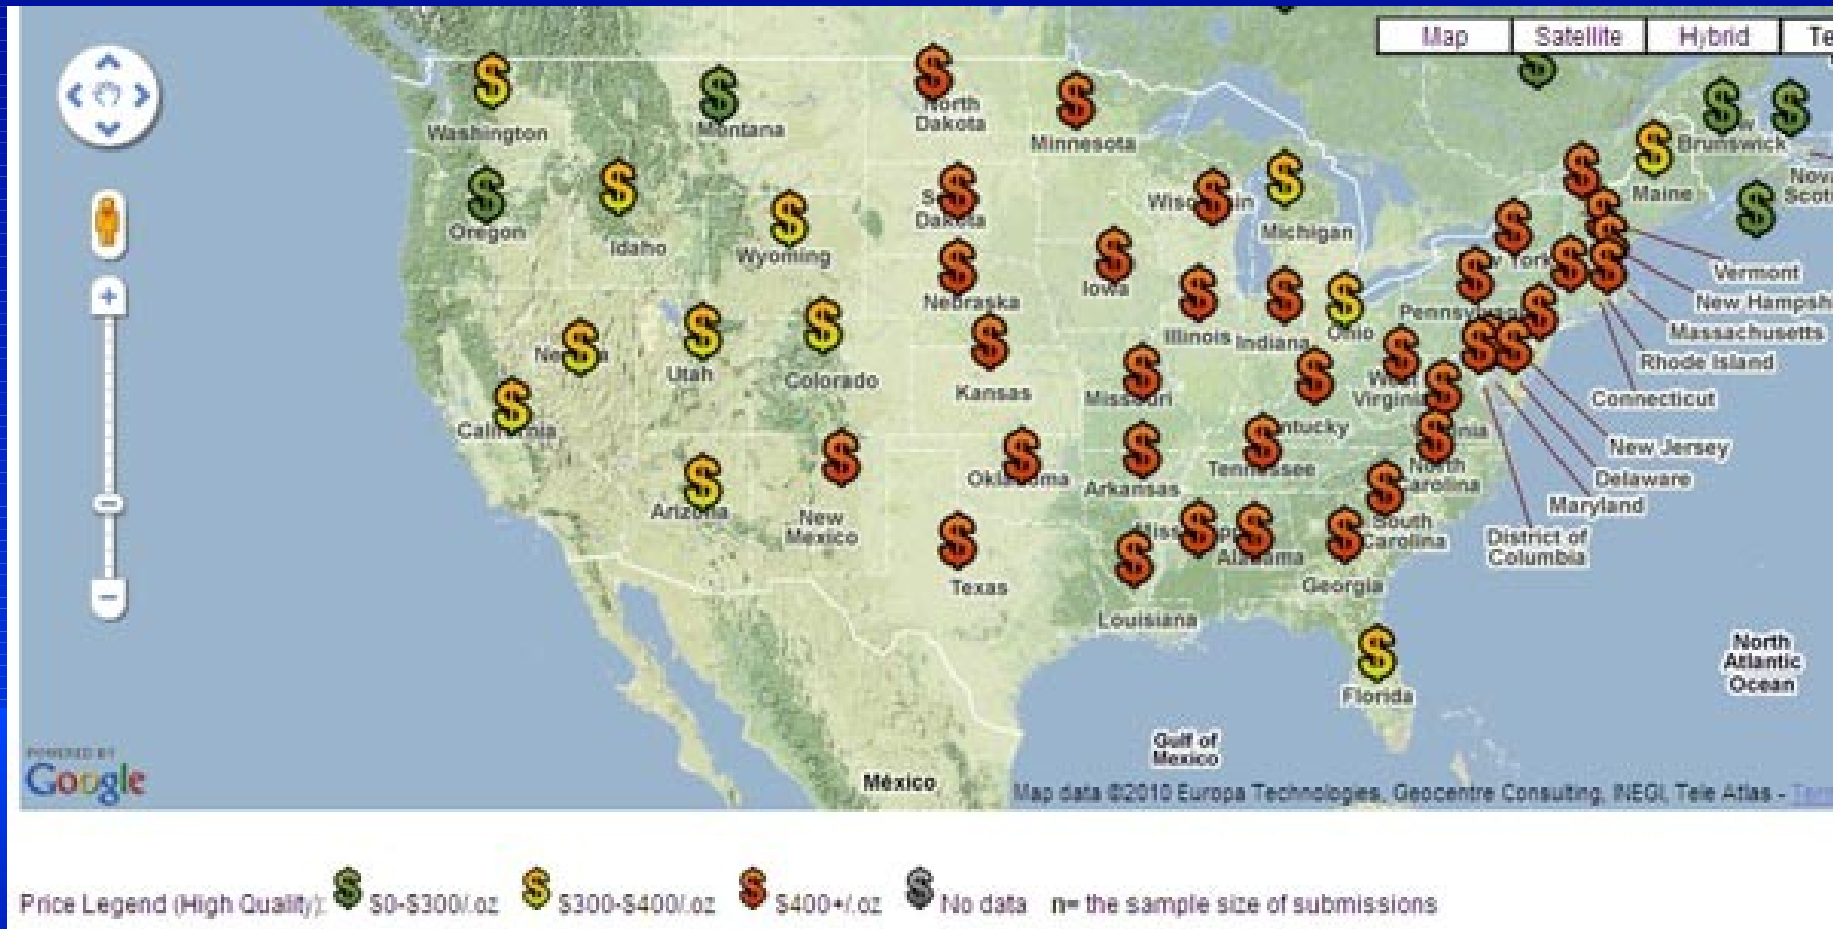 Map Satellite Hybrid
Washington
Montana
North
Dakota
Minnesota
Brunswick
Oregon
Idaho
Wyoming
Dakota
Michigan
Maine
Nebraska
Iowa
Illinois
Indiana
Ohio
Vermont
Massachusetts
Rhode Island
Connecticut
New Jersey
Delaware
Maryland
District of
Columbia
Utah
Colorado
Kansas
Tennessee
Arkansas
North
New
Mexico
South
Texas
Georgia
Louisiana
Florida
North
Atlantic
Ocean
Gulf of
Mexico
México
POWERED BY
Google
Map data ©2010 Europa Technologies, Geocentre Consulting, INEGI, Tele Atlas -
Price Legend (High Quality): $0-$300/.oz $300-$400/.oz $400+/.oz No data n= the sample size of submissions